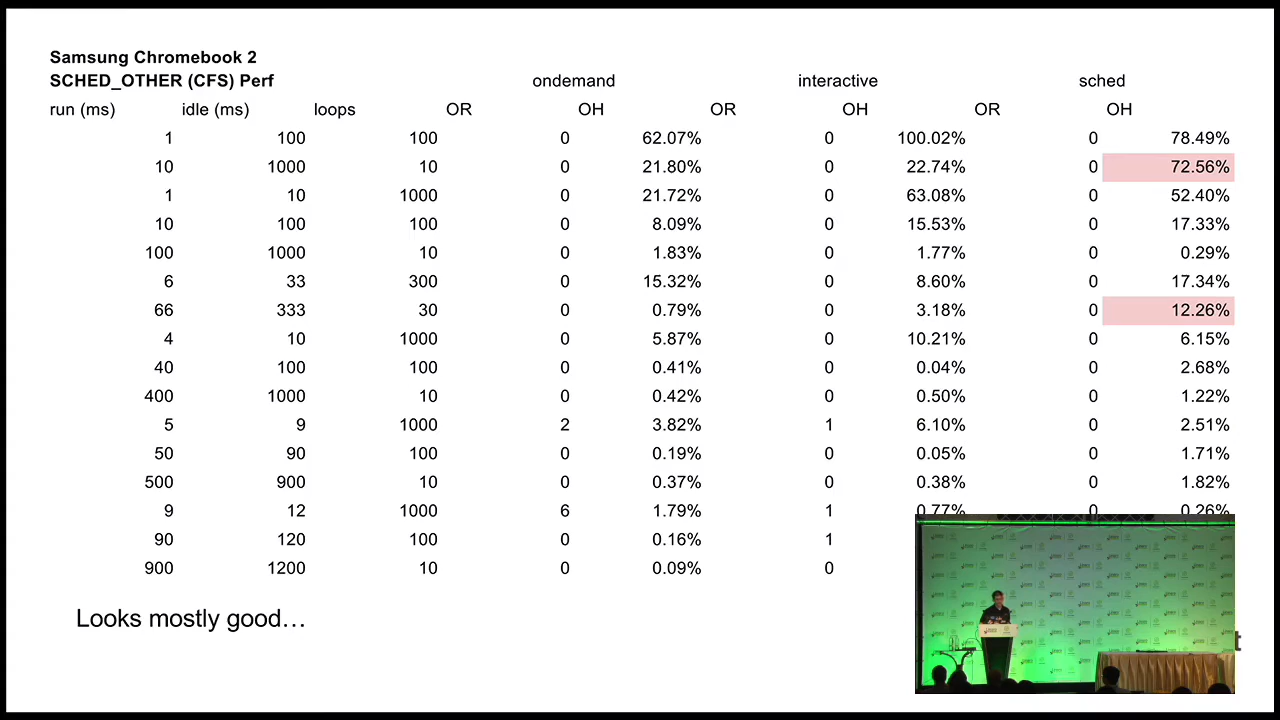 Samsung Chromebook 2
SCHED_OTHER (CFS) Perf ondemand interactive sched
run (ms) idle (ms) loops OR OH OR OH OR OH
1 100 100 0 62.07% 0 100.02% 0 78.49%
10 1000 10 0 21.80% 0 22.74% 0 72.56%
1 10 1000 0 21.72% 0 63.08% 0 52.40%
10 100 100 0 8.09% 0 15.53% 0 17.33%
100 1000 10 0 1.83% 0 1.77% 0 0.29%
6 33 300 0 15.32% 0 8.60% 0 17.34%
66 333 30 0 0.79% 0 3.18% 0 12.26%
4 10 1000 0 5.87% 0 10.21% 0 6.15%
40 100 100 0 0.41% 0 0.04% 0 2.68%
400 1000 10 0 0.42% 0 0.50% 0 1.22%
5 9 1000 2 3.82% 1 6.10% 0 2.51%
50 90 100 0 0.19% 0 0.05% 0 1.71%
500 900 10 0 0.37% 0 0.38% 0 1.82%
9 12 1000 6 1.79% 1 0.77% 0 0.26%
90 120 100 0 0.16% 1
900 1200 10 0 0.09% 0
Looks mostly good…